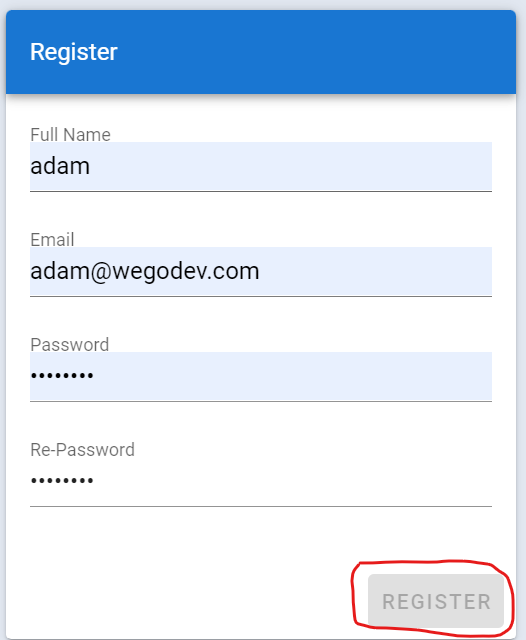 Register
Full Name
adam
Email
adam@wegodev.com
Password
••••••••
Re-Password
••••••••
REGISTER